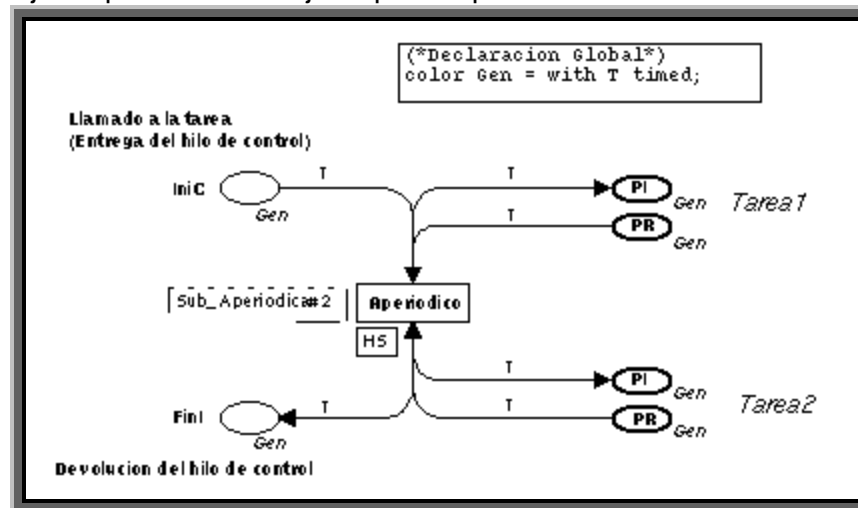 (*Declaracion Global*)
color Gen = with T timed;
Llamado a la tarea
(Entrega del hilo de control)
T
T
IniC
PI
Gen
Tarea1
Gen
T
PR
Gen
Sub_Aperiodica#2
Aperiodico
HS
T
PI
Gen
Tarea2
FinI
T
T
PR
Gen
Gen
Devolucion del hilo de control